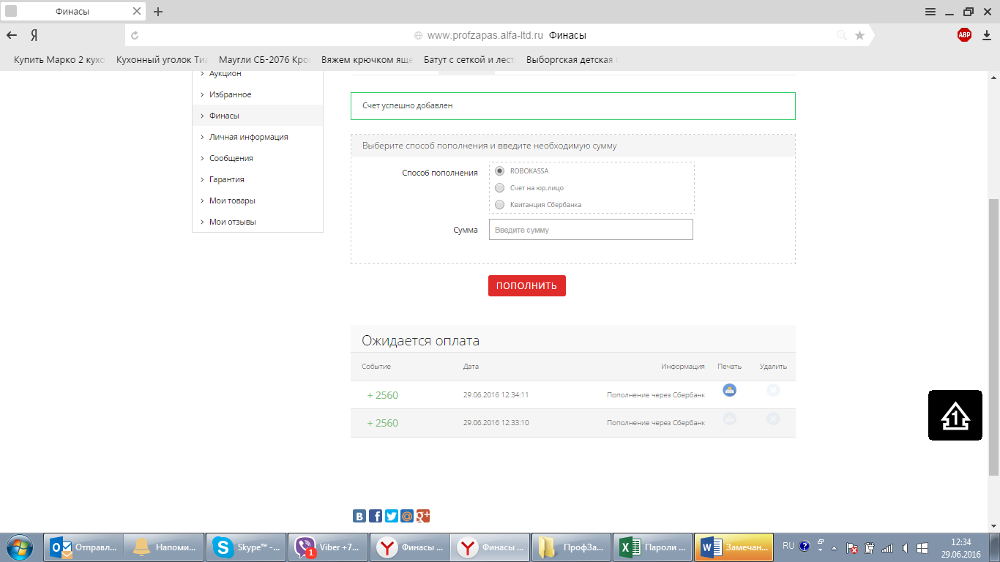 Финасы
Я
www.profzapas.alfa-ltd.ru Финасы
ABP
Купить Марко 2 кухо
Кухонный уголок Тиа
Маугли СБ-2076 Кро
Вяжем крючком яще
Батут с сеткой и лест
Выборгская детская
Аукцион
Избранное
Финасы
Личная информация
Сообщения
Гарантия
Мои товары
Мои отзывы
Счет успешно добавлен
Выберите способ пополнения и введите необходимую сумму
Способ пополнения
ROBOKASSA
Счет на юр.лицо
Квитанция Сбербанка
Сумма
Введите сумму
ПОПОЛНИТЬ
Ожидается оплата
Событие Дата Информация Печать Удалить
+ 2560 29.06.2016 12:34:11 Пополнение через Сбербанк
+ 2560 29.06.2016 12:33:10 Пополнение через Сбербанк
1
В f @ g+
Отправл...
Напоми...
Skype™ -...
1
Viber +7...
Финасы ...
Финасы ...
ПрофЗа...
Пароли ...
Замечан...
RU
12:34
29.06.2016